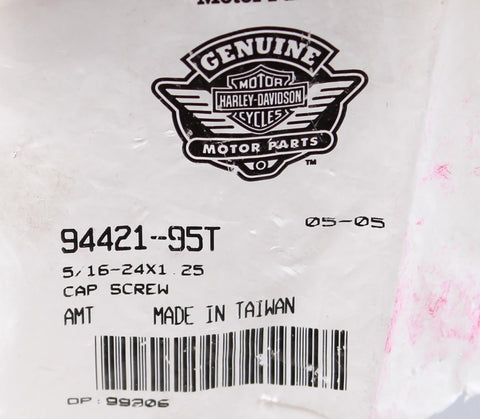 GENUINE
MOTOR
HARLEY-DAVIDSON
CYCLES
MOTOR PARTS
TM
05-05
94421-95T
5/16-24X1.25
CAP SCREW
AMT MADE IN TAIWAN
OP:99206